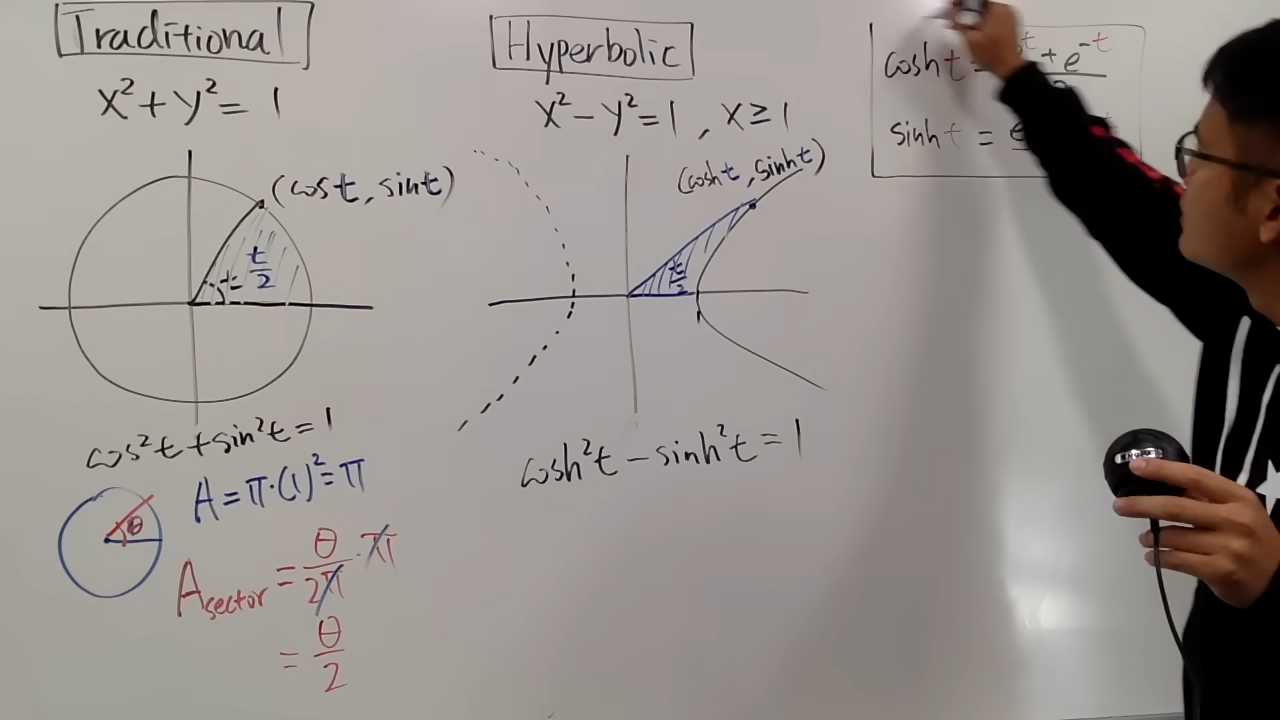 Traditional
x² + y² = 1
(cos t, sin t)
t
t/2
cos²t + sin²t = 1
θ
A = π·(1)² = π
A sector = θ/2π · π
= θ/2
Hyperbolic
x² − y² = 1 , x ≥ 1
(cosh t, sinh t)
t/2
cosh²t − sinh²t = 1
cosh t = t + e^-t
sinh t = e